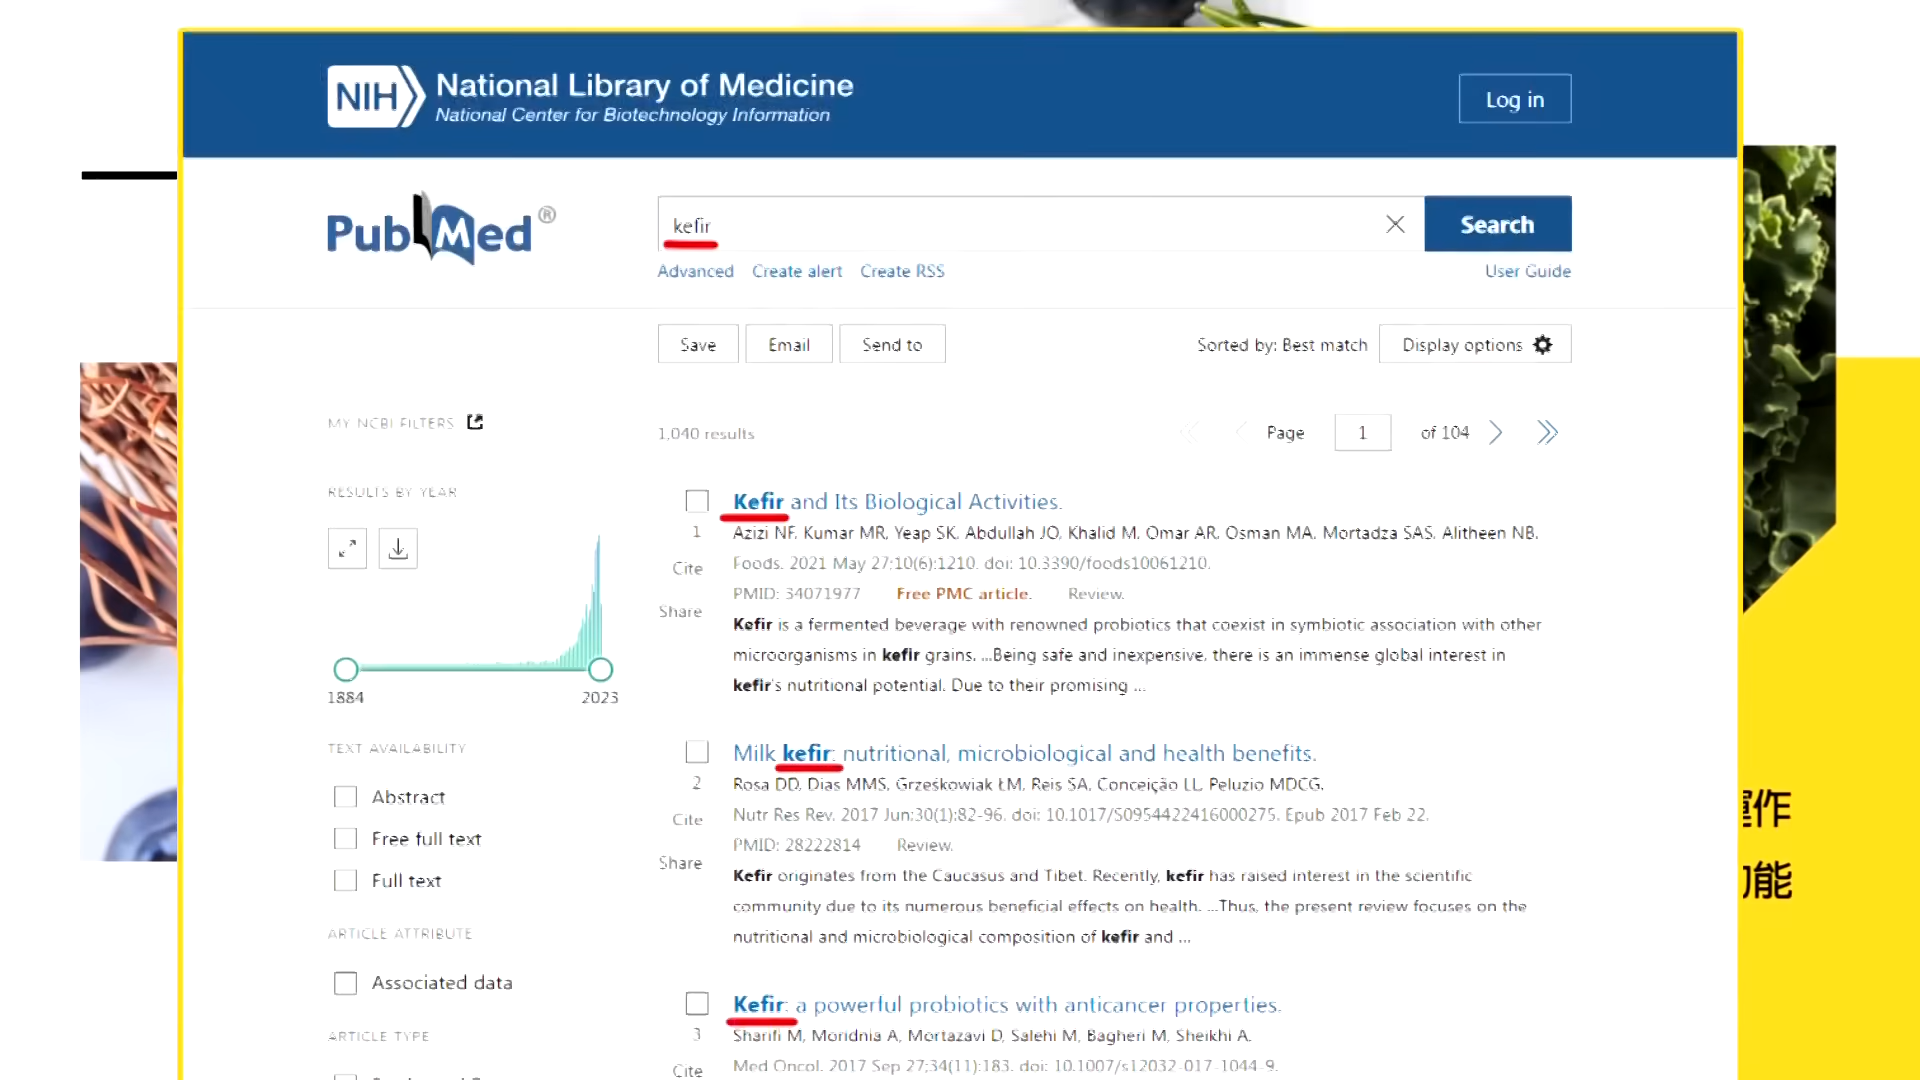 NIH National Library of Medicine
National Center for Biotechnology Information
Log in
PubMed®
kefir
Search
Advanced Create alert Create RSS
User Guide
Save Email Send to
Sorted by: Best match Display options
MY NCBI FILTERS
1,040 results
Page 1 of 104
RESULTS BY YEAR
1884 2023
TEXT AVAILABILITY
Abstract
Free full text
Full text
ARTICLE ATTRIBUTE
Associated data
ARTICLE TYPE
Kefir and Its Biological Activities.
1
Azizi NF, Kumar MR, Yeap SK, Abdullah JO, Khalid M, Omar AR, Osman MA, Mortadza SAS, Alitheen NB.
Cite
Foods. 2021 May 27;10(6):1210. doi: 10.3390/foods10061210.
PMID: 34071977 Free PMC article. Review.
Share
Kefir is a fermented beverage with renowned probiotics that coexist in symbiotic association with other
microorganisms in kefir grains. ...Being safe and inexpensive, there is an immense global interest in
kefir's nutritional potential. Due to their promising ...
Milk kefir: nutritional, microbiological and health benefits.
2
Rosa DD, Dias MMS, Grześkowiak ŁM, Reis SA, Conceição LL, Peluzio MDCG.
Cite
Nutr Res Rev. 2017 Jun;30(1):82-96. doi: 10.1017/S0954422416000275. Epub 2017 Feb 22.
PMID: 28222814 Review.
Share
Kefir originates from the Caucasus and Tibet. Recently, kefir has raised interest in the scientific
community due to its numerous beneficial effects on health. ...Thus, the present review focuses on the
nutritional and microbiological composition of kefir and ...
Kefir: a powerful probiotics with anticancer properties.
3
Sharifi M, Moridnia A, Mortazavi D, Salehi M, Bagheri M, Sheikhi A.
Cite
Med Oncol. 2017 Sep 27;34(11):183. doi: 10.1007/s12032-017-1044-9.
作
能